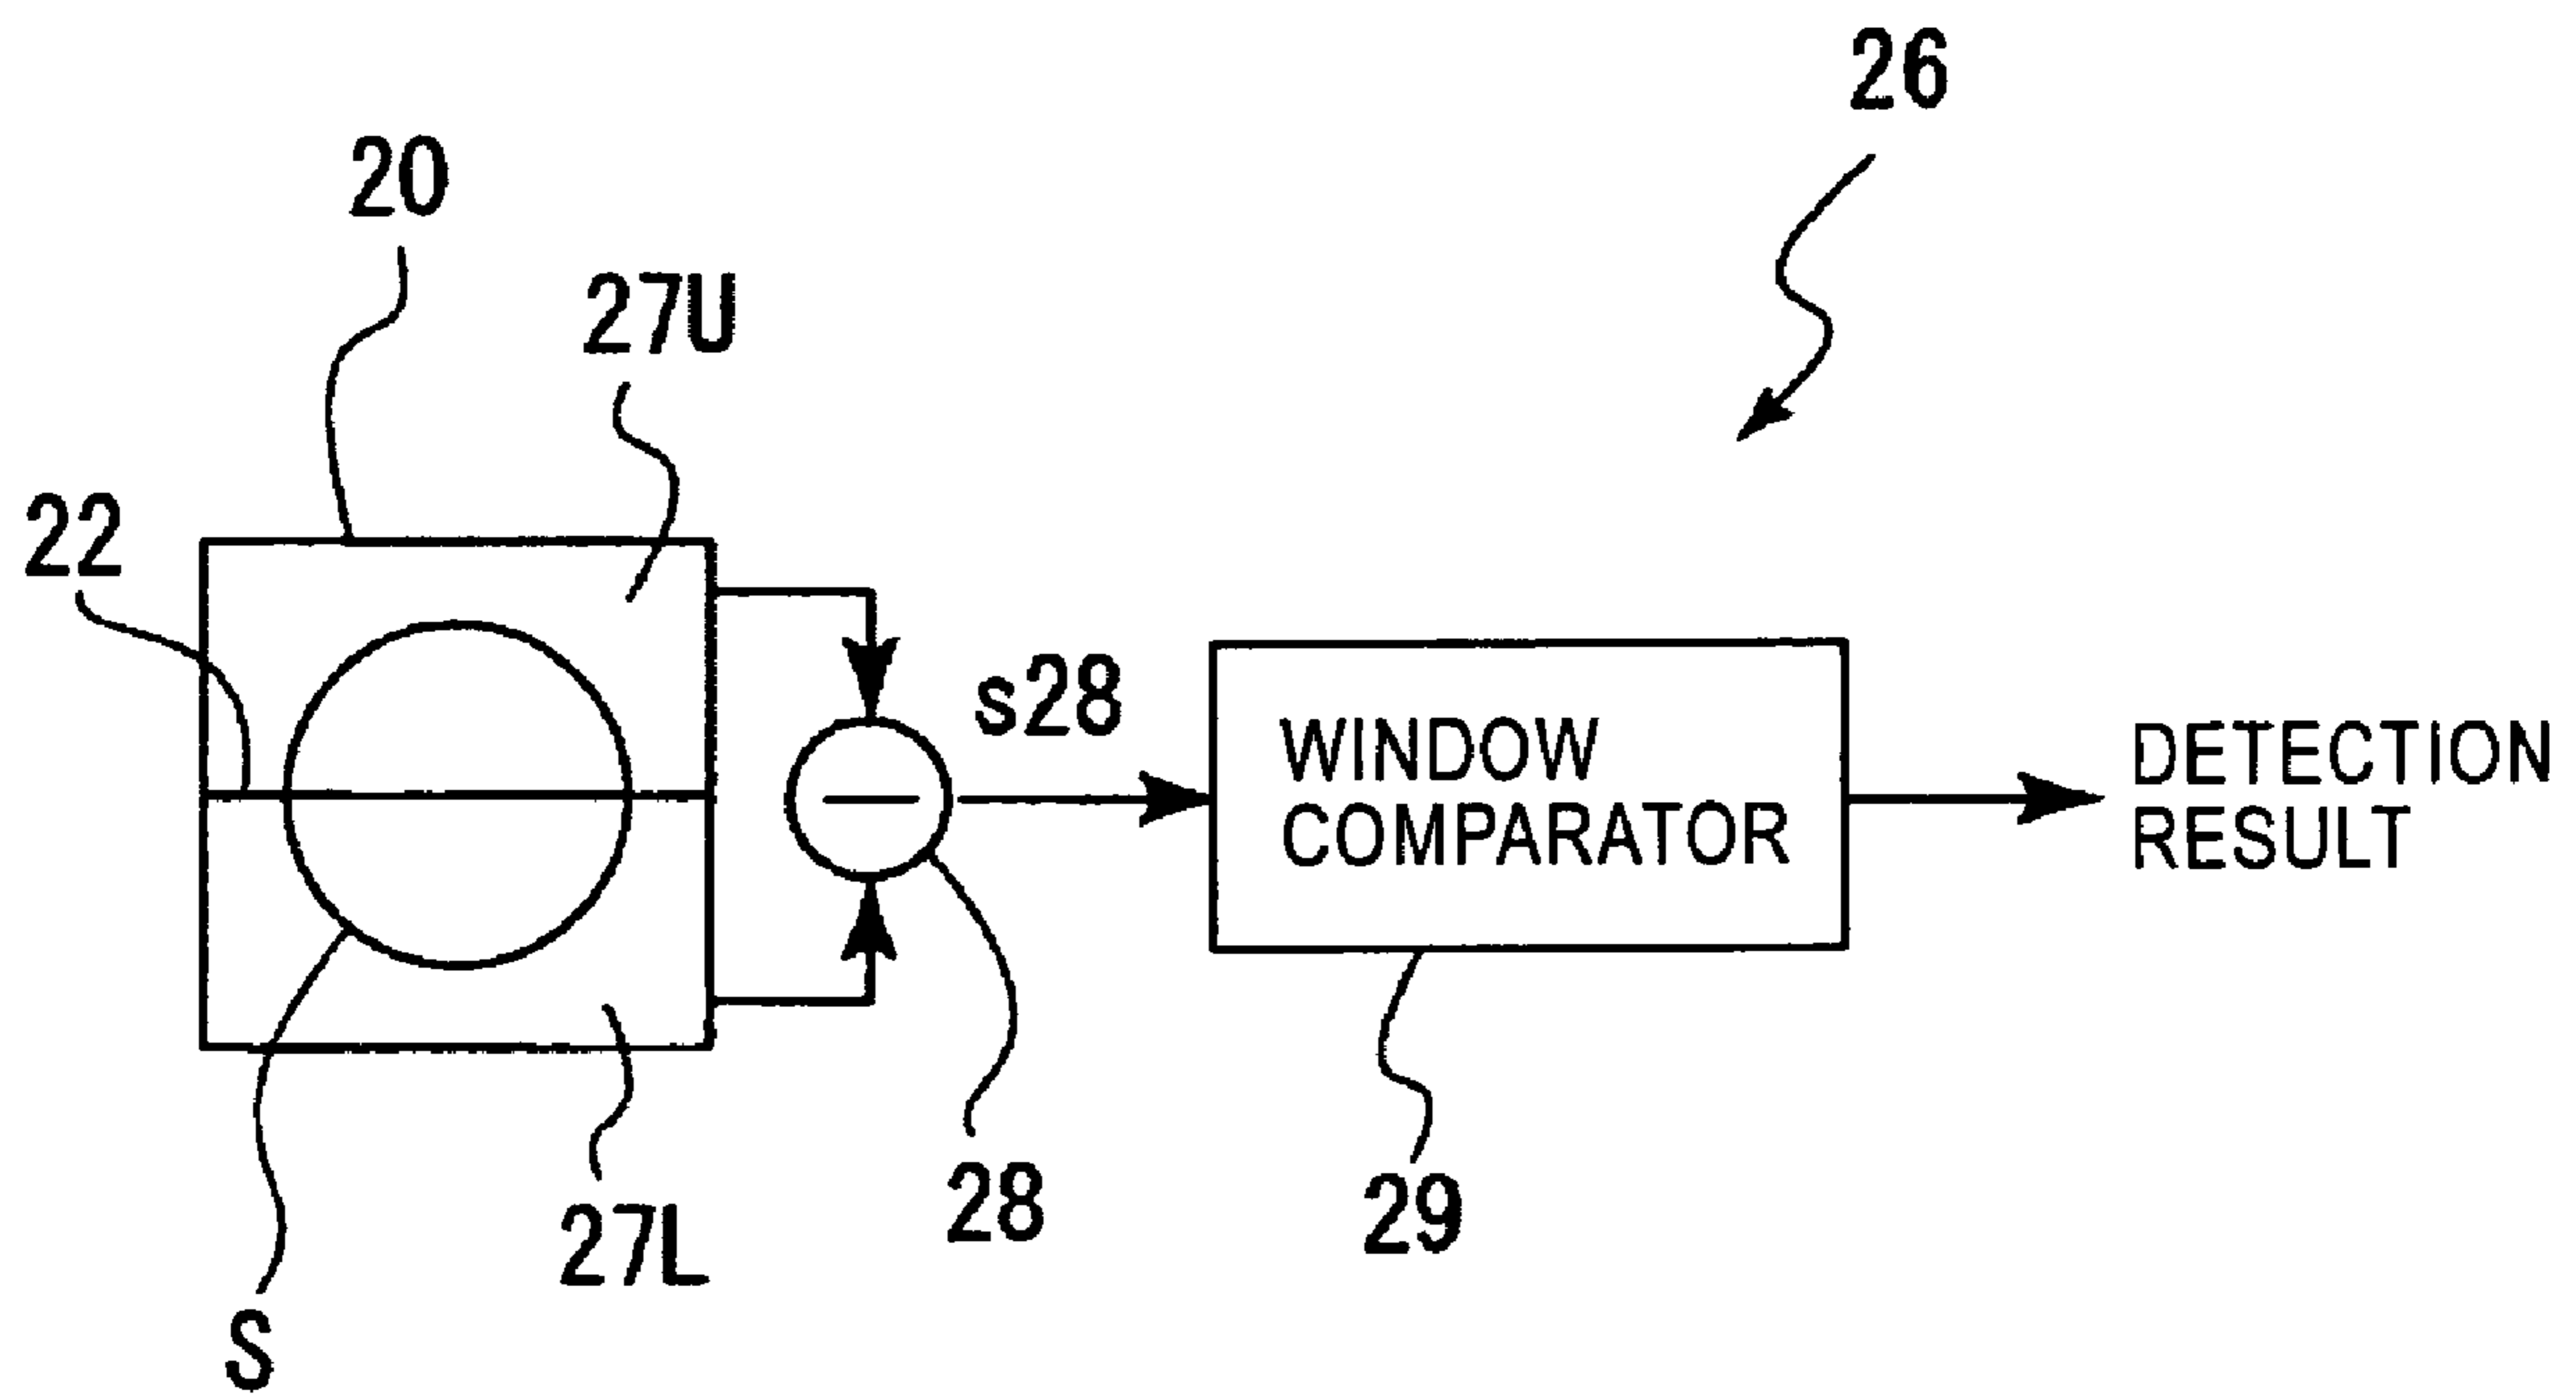 26
20
27U
22
s28
WINDOW
COMPARATOR
DETECTION
RESULT
28
29
27L
S